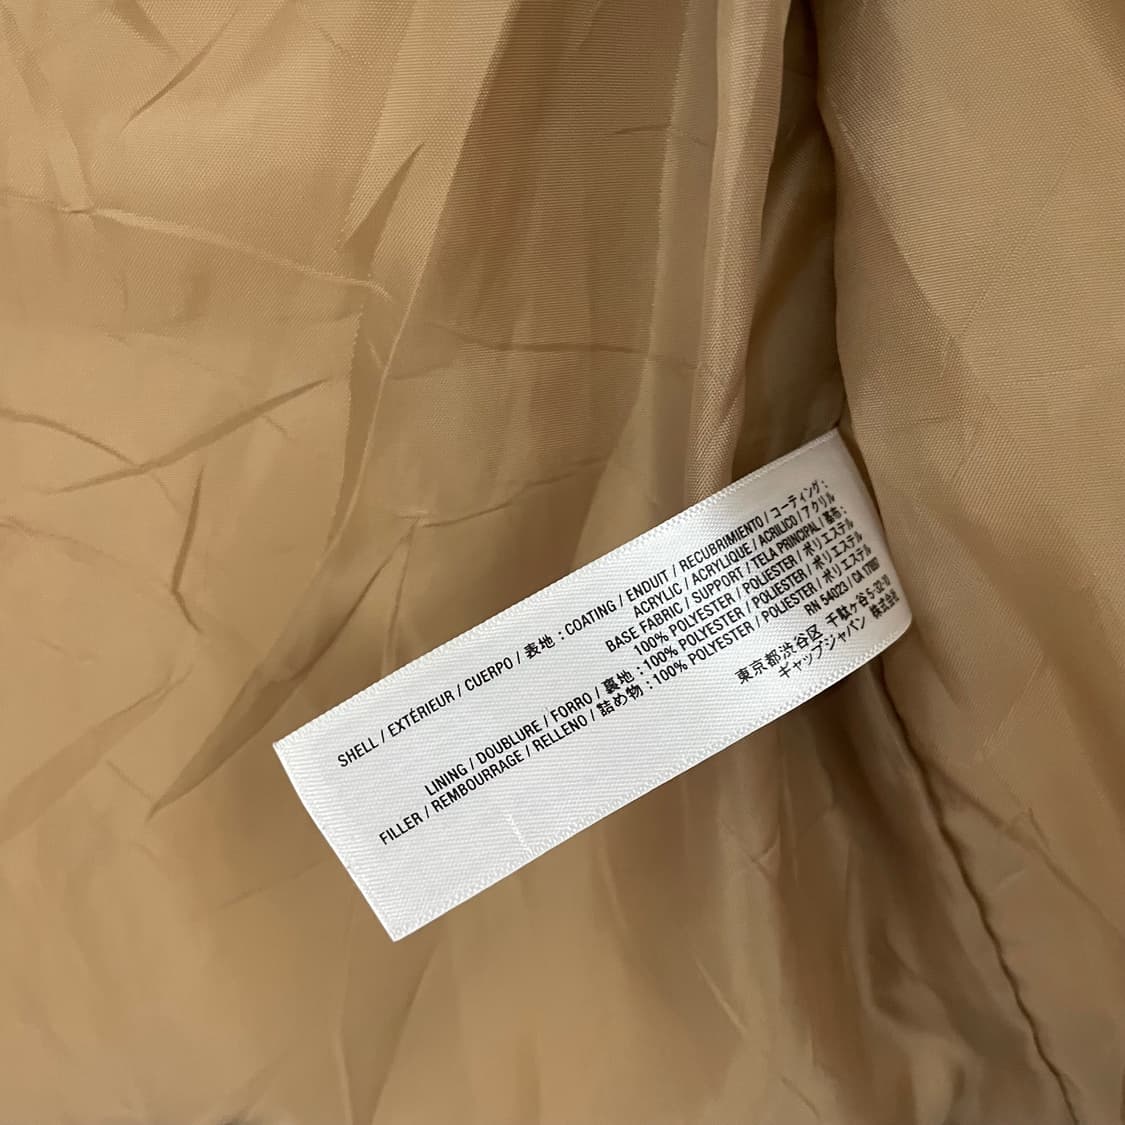 SHELL / EXTÉRIEUR / CUERPO / 表地 : COATING / ENDUIT / RECUBRIMIENTO / コーティング :
ACRYLIC / ACRYLIQUE / ACRILICO / アクリル
BASE FABRIC / SUPPORT / TELA PRINCIPAL / 基布 :
100% POLYESTER / POLIESTER / ポリエステル
LINING / DOUBLURE / FORRO / 裏地 : 100% POLYESTER / POLIESTER / ポリエステル
FILLER / REMBOURRAGE / RELLENO / 詰め物 : 100% POLYESTER / POLIESTER / ポリエステル
RN 54023 / CA 17897
東京都渋谷区 千駄ヶ谷 5-32-10
ギャップジャパン 株式会社